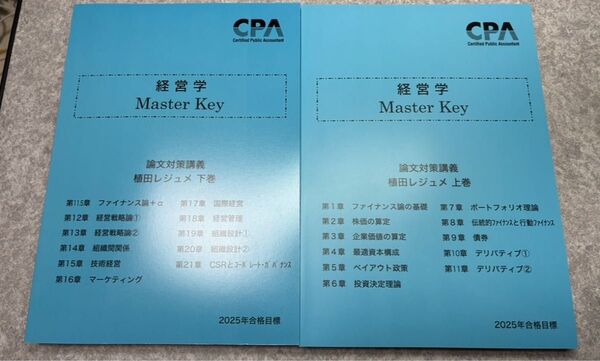 CPA
Certified Public Accountant
経営学
Master Key
論文対策講義
植田レジュメ 下巻
第11.5章 ファイナンス論+α
第12章 経営戦略論①
第13章 経営戦略論②
第14章 組織間関係
第15章 技術経営
第16章 マーケティング
第17章 国際経営
第18章 経営管理
第19章 組織設計①
第20章 組織設計②
第21章 CSRとコーポレート・ガバナンス
2025年合格目標
CPA
Certified Public Accountant
経営学
Master Key
論文対策講義
植田レジュメ 上巻
第1章 ファイナンス論の基礎
第2章 株価の算定
第3章 企業価値の算定
第4章 最適資本構成
第5章 ペイアウト政策
第6章 投資決定理論
第7章 ポートフォリオ理論
第8章 伝統的ファイナンスと行動ファイナンス
第9章 債券
第10章 デリバティブ①
第11章 デリバティブ②
2025年合格目標